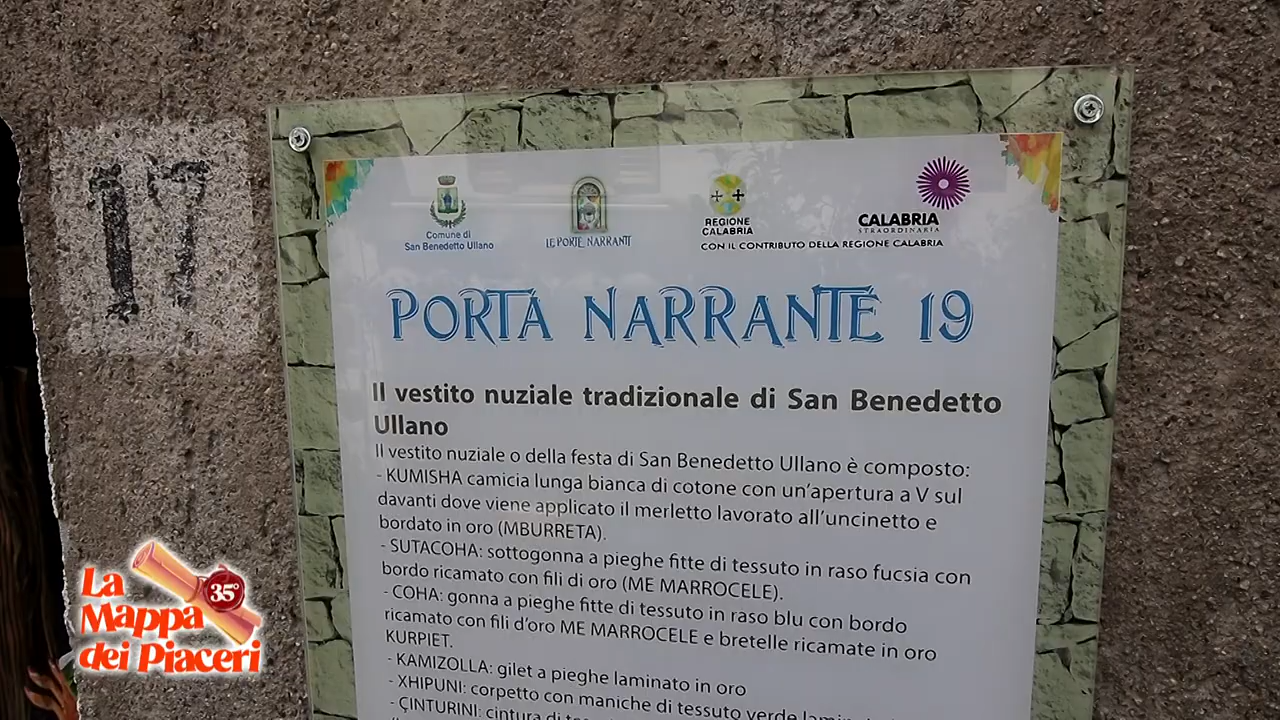 17
Comune di
San Benedetto Ullano
LE PORTE NARRANTI
REGIONE
CALABRIA
CALABRIA
STRAORDINARIA
CON IL CONTRIBUTO DELLA REGIONE CALABRIA
PORTA NARRANTE 19
Il vestito nuziale tradizionale di San Benedetto
Ullano
Il vestito nuziale o della festa di San Benedetto Ullano è composto:
- KUMISHA camicia lunga bianca di cotone con un'apertura a V sul
davanti dove viene applicato il merletto lavorato all'uncinetto e
bordato in oro (MBURRETA).
- SUTACOHA: sottogonna a pieghe fitte di tessuto in raso fucsia con
bordo ricamato con fili di oro (ME MARROCELE).
- COHA: gonna a pieghe fitte di tessuto in raso blu con bordo
ricamato con fili d'oro ME MARROCELE e bretelle ricamate in oro
KURPIET.
- KAMIZOLLA: gilet a pieghe laminato in oro
- XHIPUNI: corpetto con maniche di tessuto verde
- ÇINTURINI: cintura di
La
Mappa
dei Piaceri
35°